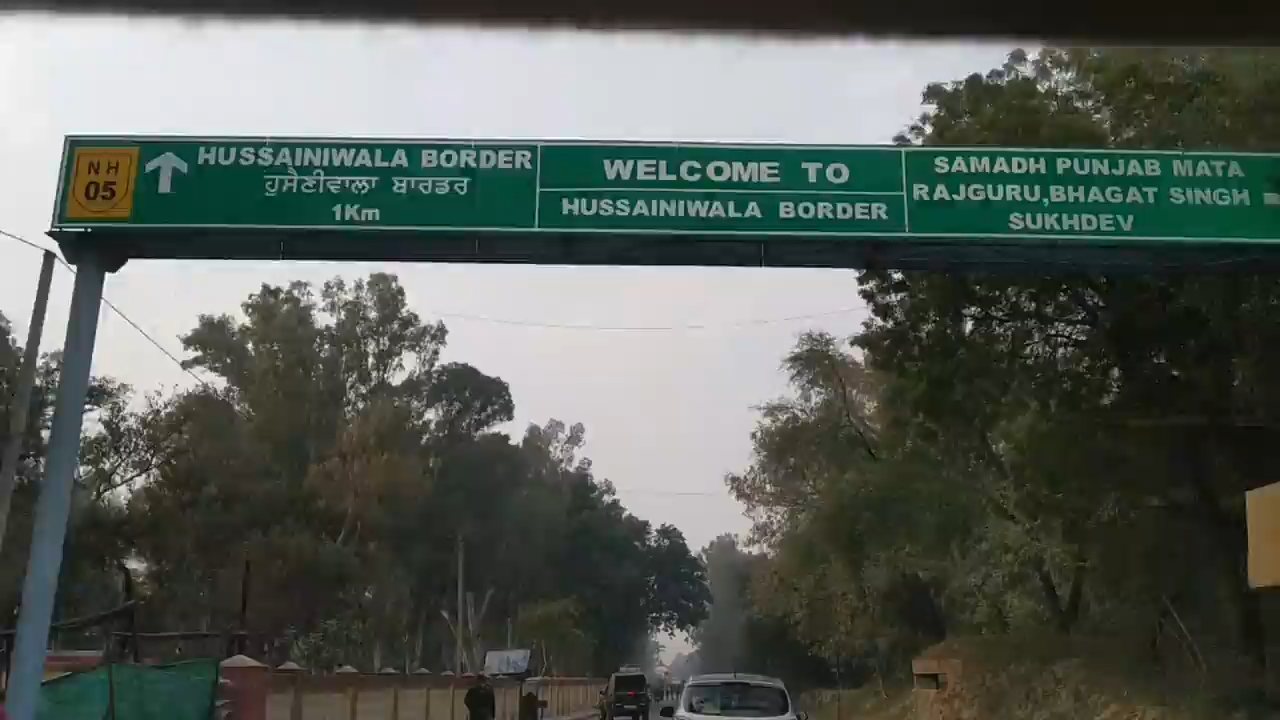 NH
05
HUSSAINIWALA BORDER
ਹੁਸੈਣੀਵਾਲਾ ਬਾਰਡਰ
1Km
WELCOME TO
HUSSAINIWALA BORDER
SAMADH PUNJAB MATA
RAJGURU,BHAGAT SINGH
SUKHDEV